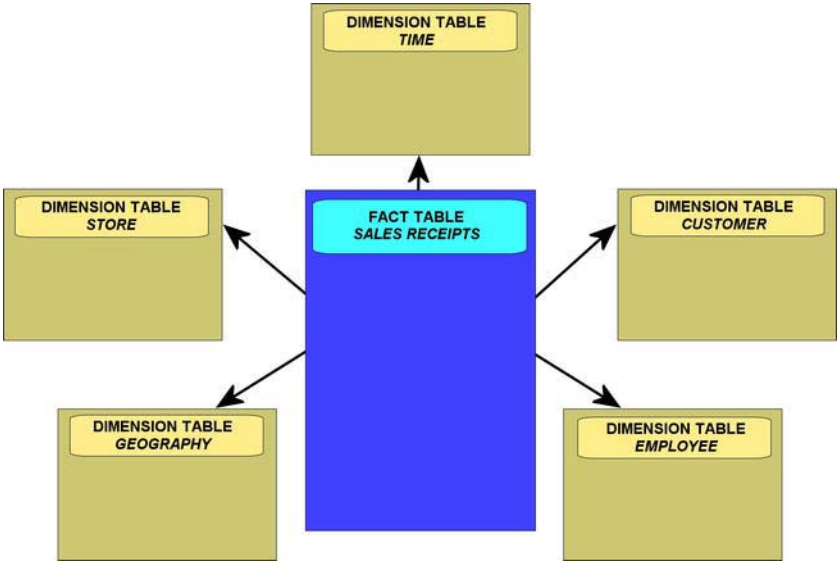 DIMENSION TABLE
TIME
DIMENSION TABLE
STORE
FACT TABLE
SALES RECEIPTS
DIMENSION TABLE
CUSTOMER
DIMENSION TABLE
GEOGRAPHY
DIMENSION TABLE
EMPLOYEE